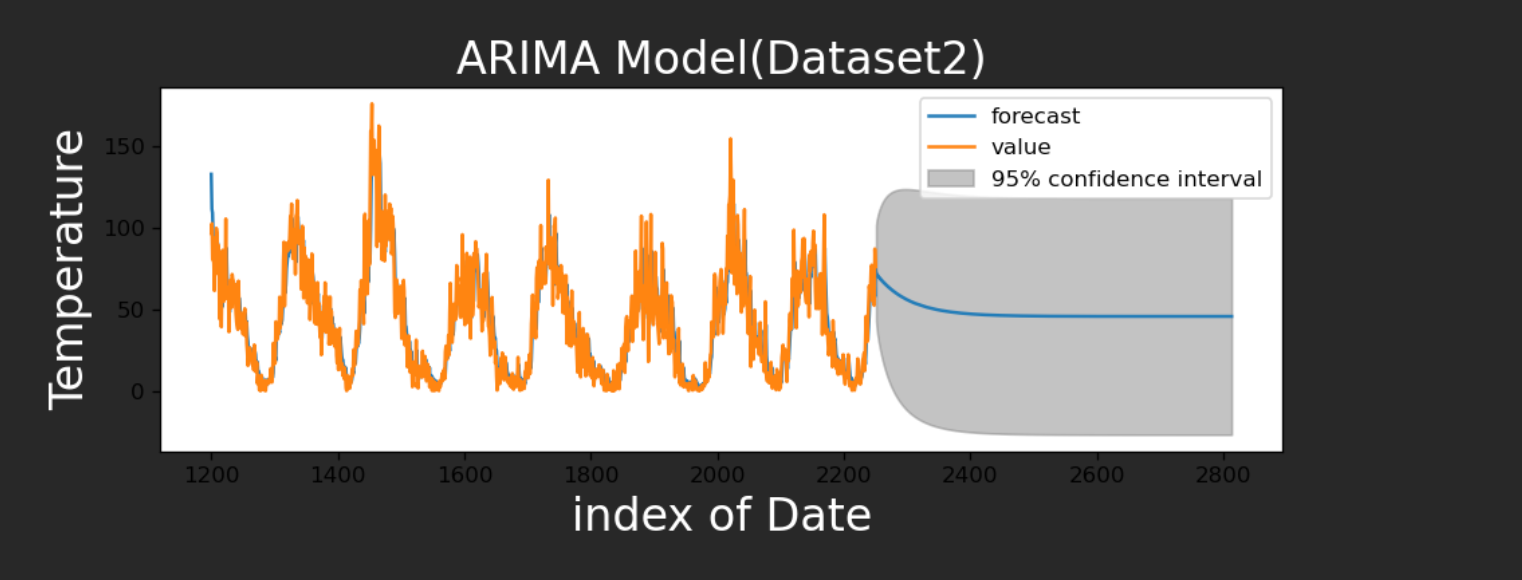 ARIMA Model(Dataset2)
forecast
value
95% confidence interval
Temperature
150
100
50
0
1200 1400 1600 1800 2000 2200 2400 2600 2800
index of Date